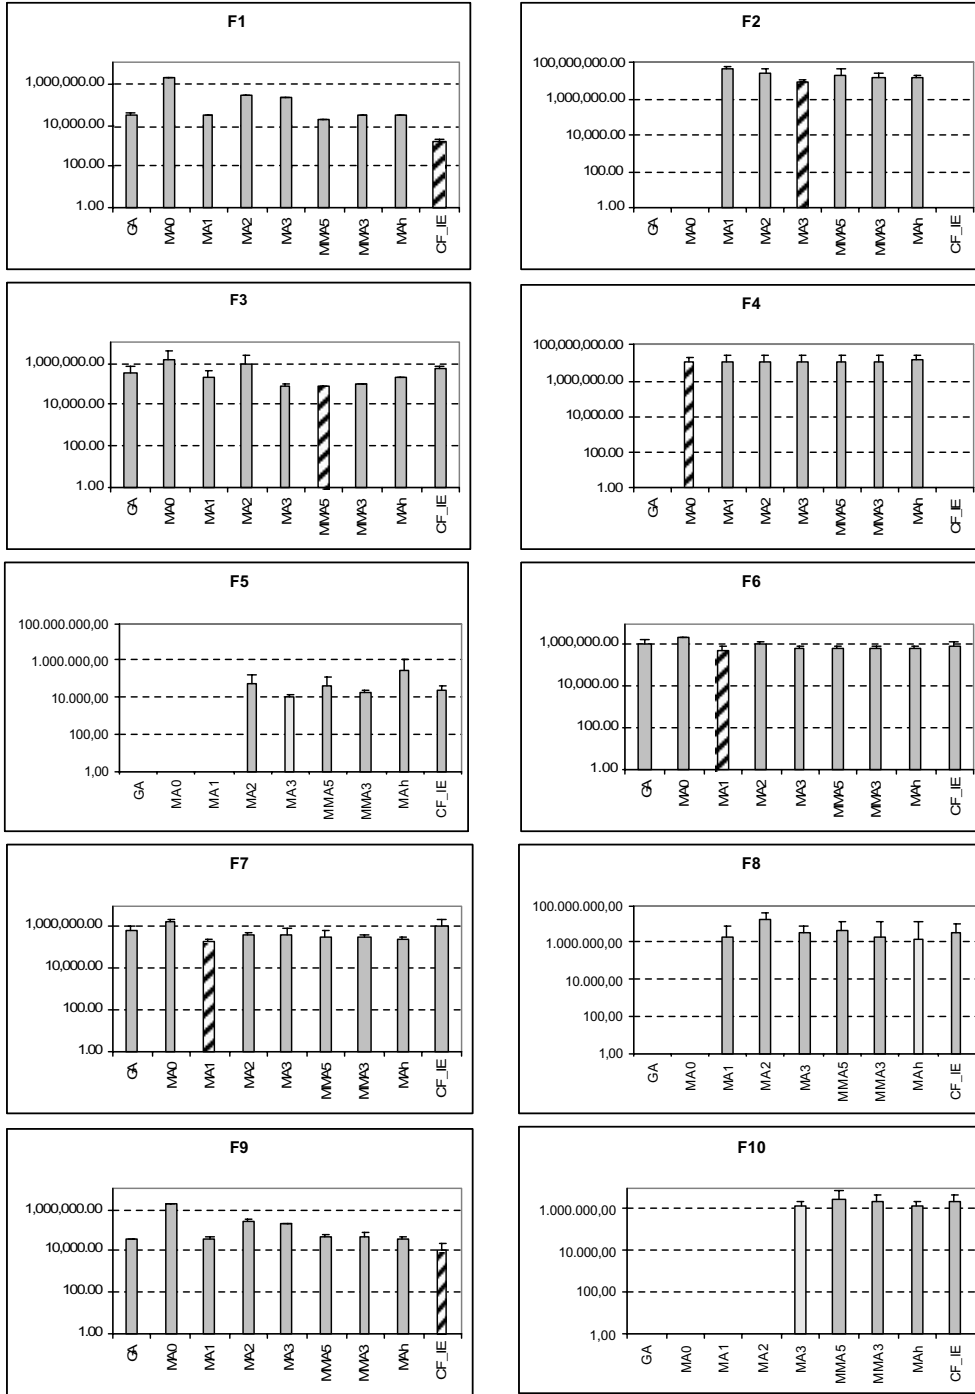 F1
1,000,000.00
10,000.00
100.00
1.00
GA MA0 MA1 MA2 MA3 MMA5 MMA3 MAh CF_IE
F2
100,000,000.00
1,000,000.00
10,000.00
100.00
1.00
GA MA0 MA1 MA2 MA3 MMA5 MMA3 MAh CF_IE
F3
1,000,000.00
10,000.00
100.00
1.00
GA MA0 MA1 MA2 MA3 MMA5 MMA3 MAh CF_IE
F4
100,000,000.00
1,000,000.00
10,000.00
100.00
1.00
GA MA0 MA1 MA2 MA3 MMA5 MMA3 MAh CF_IE
F5
100.000.000,00
1.000.000,00
10.000,00
100,00
1,00
GA MA0 MA1 MA2 MA3 MMA5 MMA3 MAh CF_IE
F6
1,000,000.00
10,000.00
100.00
1.00
GA MA0 MA1 MA2 MA3 MMA5 MMA3 MAh CF_IE
F7
1,000,000.00
10,000.00
100.00
1.00
GA MA0 MA1 MA2 MA3 MMA5 MMA3 MAh CF_IE
F8
100.000.000,00
1.000.000,00
10.000,00
100,00
1,00
GA MA0 MA1 MA2 MA3 MMA5 MMA3 MAh CF_IE
F9
1,000,000.00
10,000.00
100.00
1.00
GA MA0 MA1 MA2 MA3 MMA5 MMA3 MAh CF_IE
F10
1.000.000,00
10.000,00
100,00
1,00
GA MA0 MA1 MA2 MA3 MMA5 MMA3 MAh CF_IE